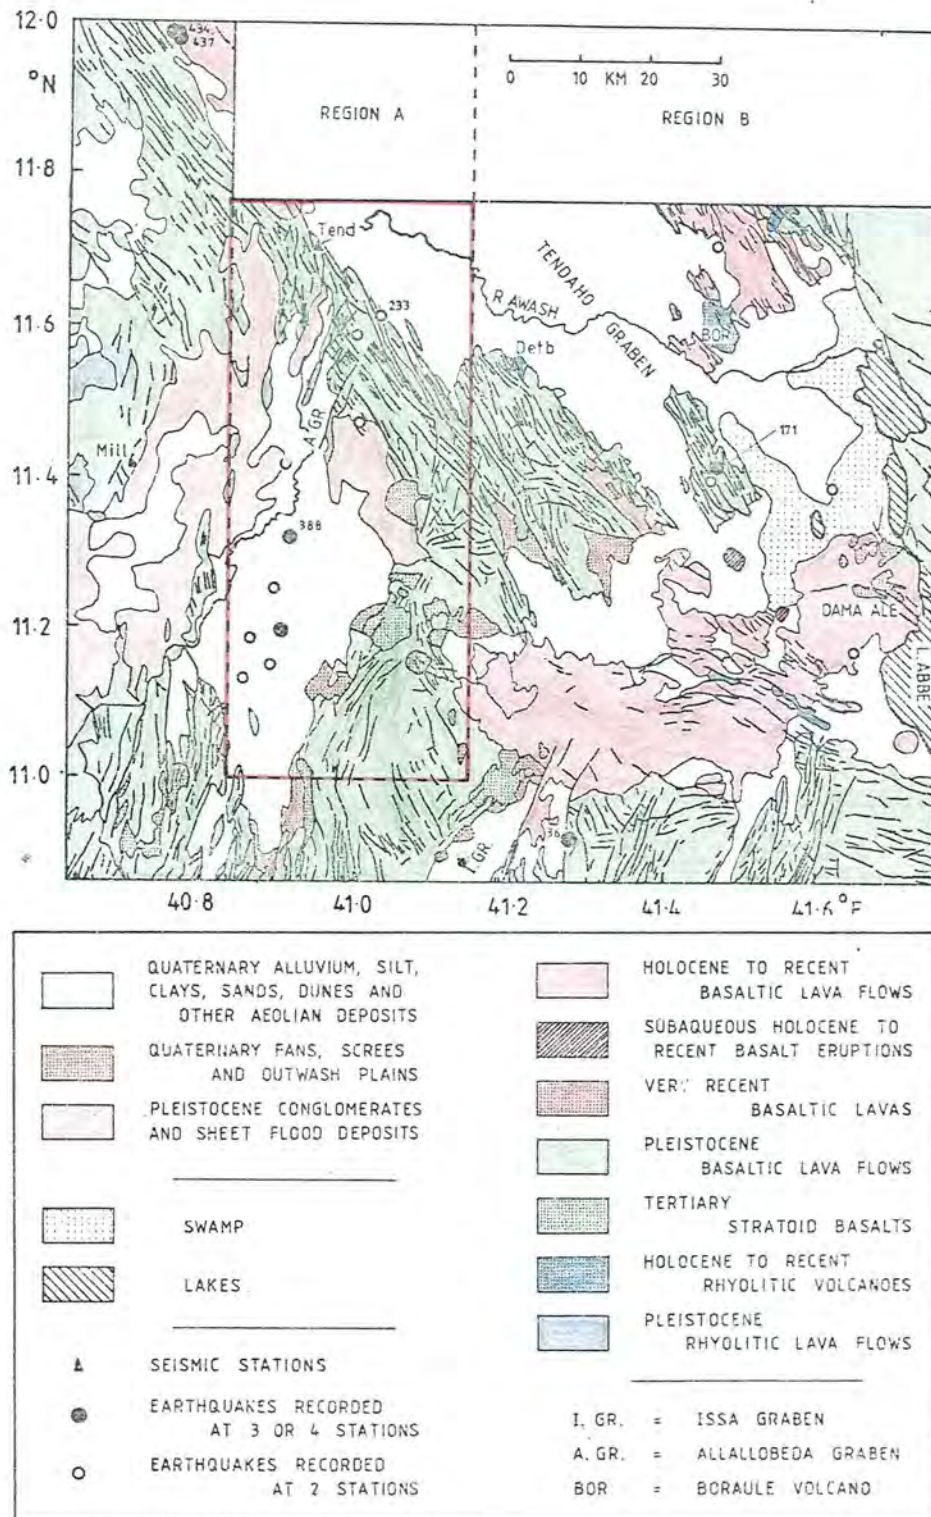 12·0
°N
11·8
11·6
11·4
11·2
11·0
40·8
41·0
41·2
41·4
41·6°E
434,
437
0 10 KM 20 30
REGION A
REGION B
Tend
233
TENDAHO
GRABEN
R AWASH
BOR
Detb
A GR
171
Mill
388
DAMA ALE
L. ABBE
36
I. GR.
QUATERNARY ALLUVIUM, SILT,
CLAYS, SANDS, DUNES AND
OTHER AEOLIAN DEPOSITS
QUATERNARY FANS, SCREES
AND OUTWASH PLAINS
PLEISTOCENE CONGLOMERATES
AND SHEET FLOOD DEPOSITS
SWAMP
LAKES
SEISMIC STATIONS
EARTHQUAKES RECORDED
AT 3 OR 4 STATIONS
EARTHQUAKES RECORDED
AT 2 STATIONS
HOLOCENE TO RECENT
BASALTIC LAVA FLOWS
SUBAQUEOUS HOLOCENE TO
RECENT BASALT ERUPTIONS
VERY RECENT
BASALTIC LAVAS
PLEISTOCENE
BASALTIC LAVA FLOWS
TERTIARY
STRATOID BASALTS
HOLOCENE TO RECENT
RHYOLITIC VOLCANOES
PLEISTOCENE
RHYOLITIC LAVA FLOWS
I. GR. = ISSA GRABEN
A. GR. = ALLALLOBEDA GRABEN
BOR = BORAULE VOLCANO